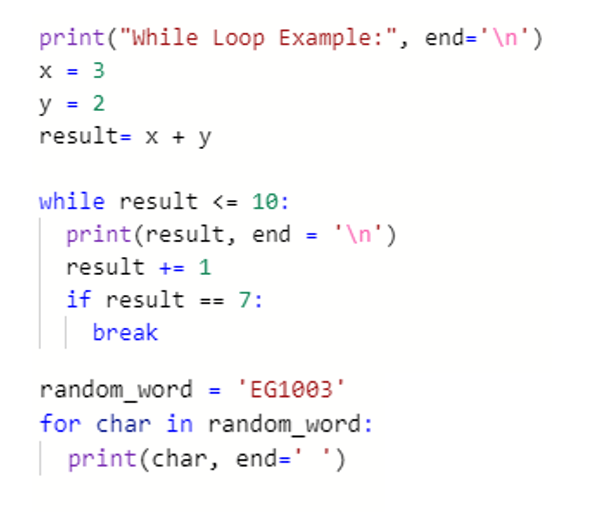 print("While Loop Example:", end='\n')
x = 3
y = 2
result= x + y
while result <= 10:
print(result, end = '\n')
result += 1
if result == 7:
break
random_word = 'EG1003'
for char in random_word:
print(char, end=' ')